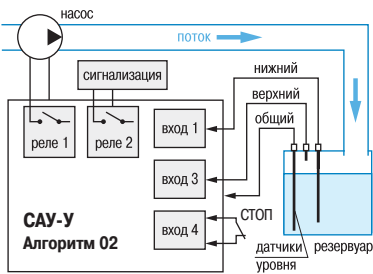 насос
поток
сигнализация
нижний
верхний
общий
реле 1
реле 2
вход 1
вход 3
вход 4
СТОП
САУ-У
Алгоритм 02
датчики
уровня
резервуар